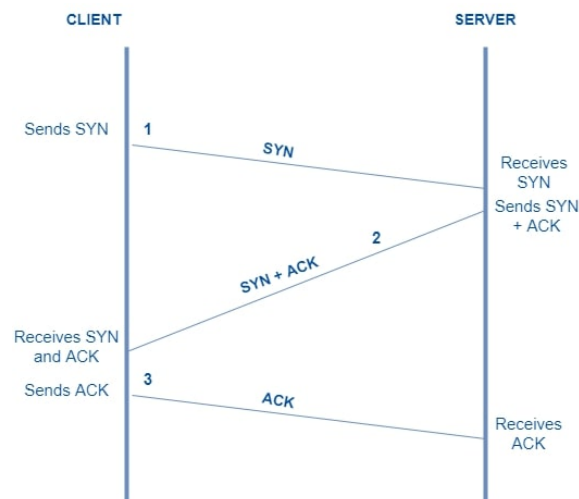 CLIENT
SERVER
Sends SYN
1
SYN
Receives
SYN
Sends SYN
+ ACK
2
SYN + ACK
Receives SYN
and ACK
3
Sends ACK
ACK
Receives
ACK